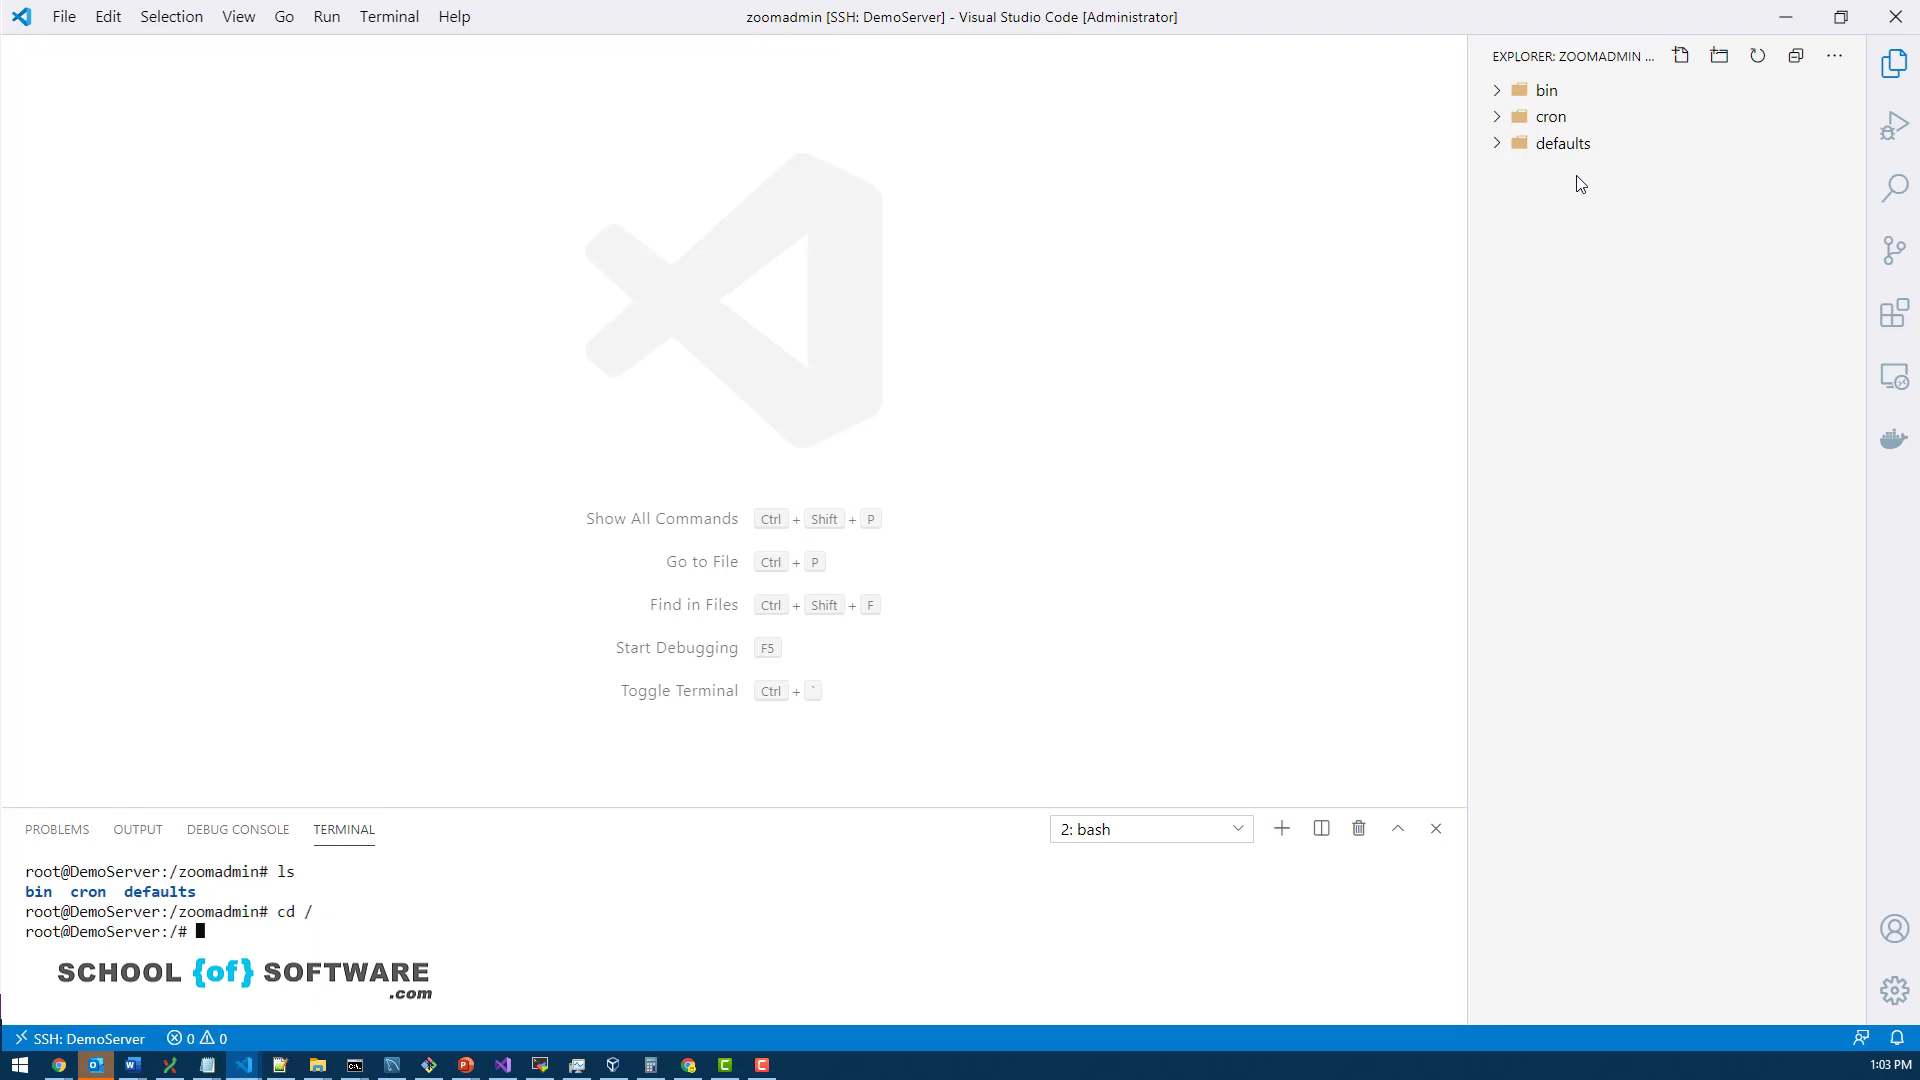 File Edit Selection View Go Run Terminal Help
zoomadmin [SSH: DemoServer] - Visual Studio Code [Administrator]
EXPLORER: ZOOMADMIN ...
bin
cron
defaults
Show All Commands Ctrl + Shift + P
Go to File Ctrl + P
Find in Files Ctrl + Shift + F
Start Debugging F5
Toggle Terminal Ctrl + `
PROBLEMS OUTPUT DEBUG CONSOLE TERMINAL
2: bash
root@DemoServer:/zoomadmin# ls
bin cron defaults
root@DemoServer:/zoomadmin# cd /
root@DemoServer:/#
SCHOOL {of} SOFTWARE
.com
SSH: DemoServer 0 0
1:03 PM